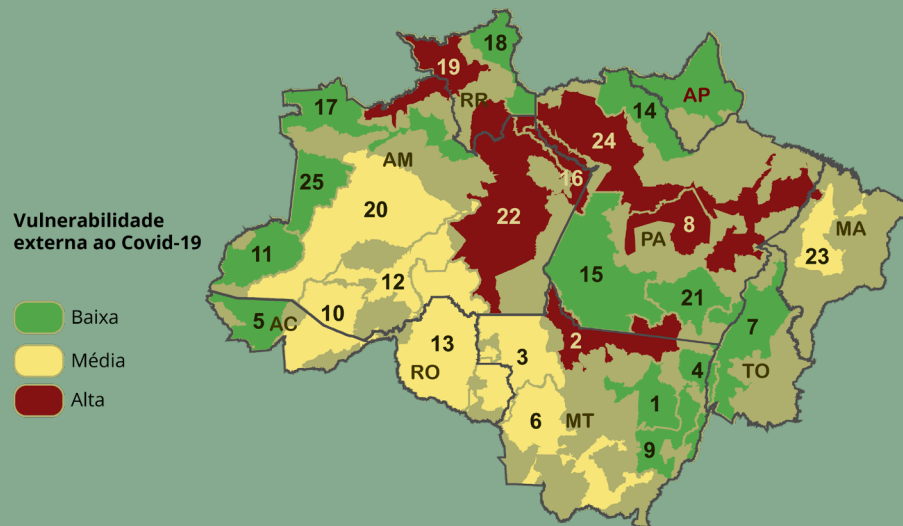 18
19
17
RR
AP
14
24
AM
16
25
20
22
8
PA
MA
Vulnerabilidade
externa ao Covid-19
11
23
12
15
21
Baixa
5
AC
10
7
Média
13
3
2
RO
4
TO
Alta
1
6
MT
9